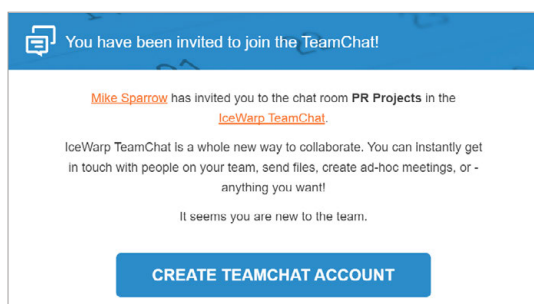 You have been invited to join the TeamChat!
Mike Sparrow has invited you to the chat room PR Projects in the
IceWarp TeamChat.
IceWarp TeamChat is a whole new way to collaborate. You can instantly get
in touch with people on your team, send files, create ad-hoc meetings, or -
anything you want!
It seems you are new to the team.
CREATE TEAMCHAT ACCOUNT